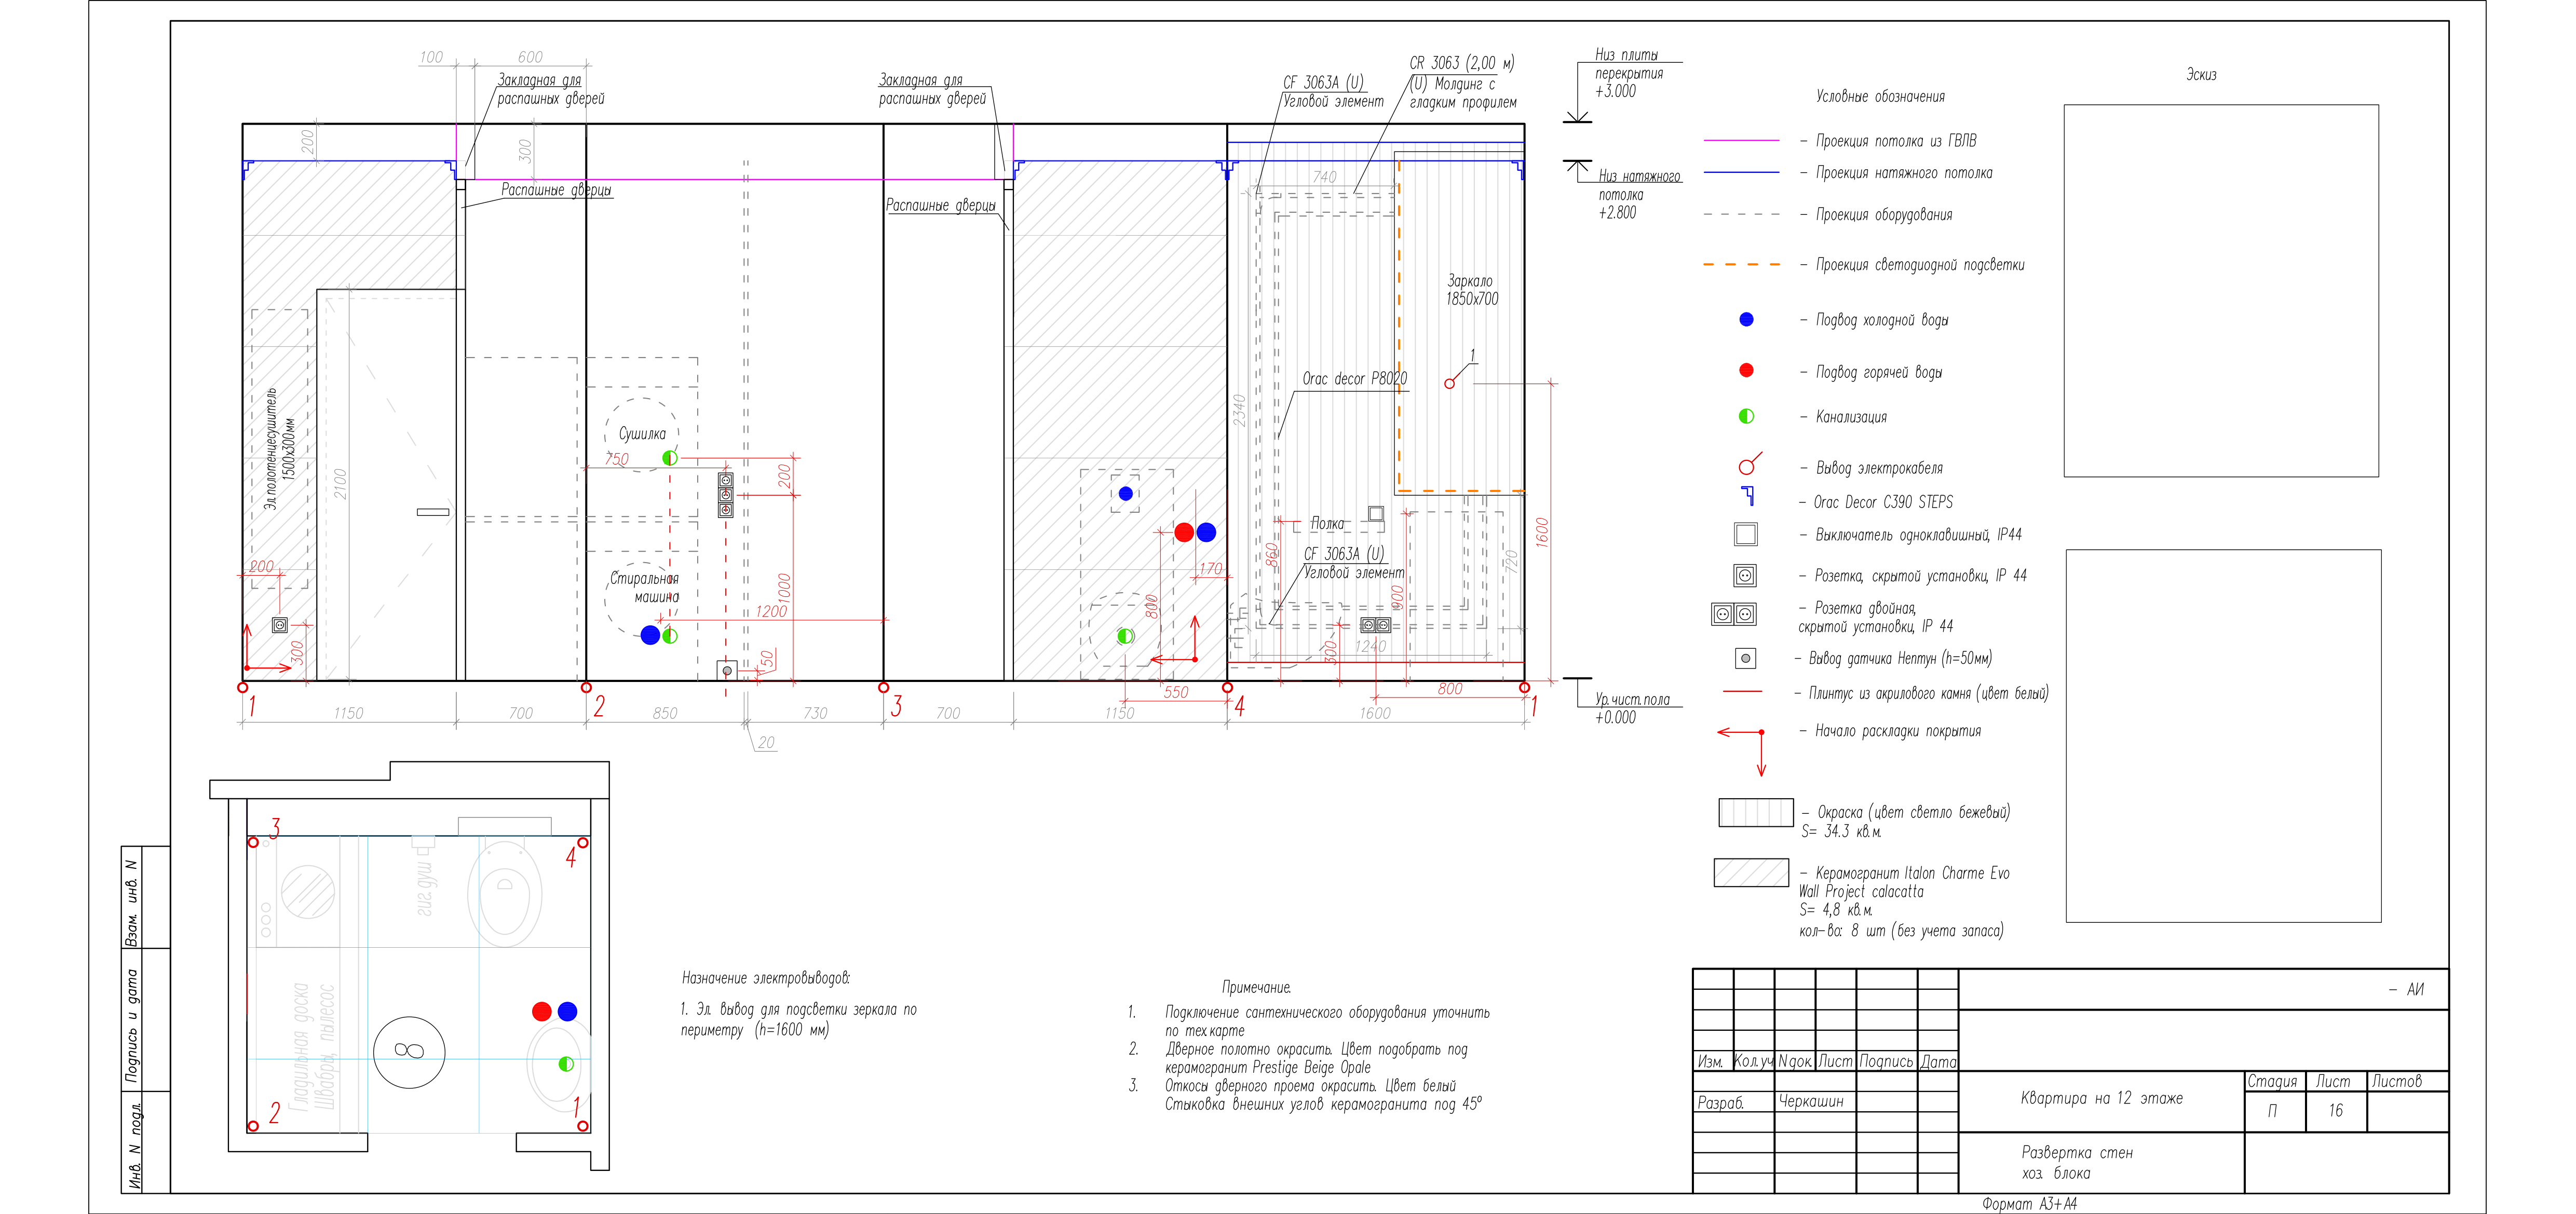 100
600
Закладная для
распашных дверей
Закладная для
распашных дверей
CF 3063A (U)
Угловой элемент
CR 3063 (2,00 м)
(U) Молдинг с
гладким профилем
Низ плиты
перекрытия
+3.000
Низ натяжного
потолка
+2.800
200
300
Распашные дверцы
Распашные дверцы
740
Заркало
1850х700
1
Orac decor P8020
2340
Эл.полотенцесушитель
1500х300мм
2100
Сушилка
750
200
Стиральная
машина
1000
1200
50
200
300
800
170
550
Полка
860
CF 3063A (U)
Угловой элемент
900
720
1600
300
1240
800
Ур.чист.пола
+0.000
1
2
3
4
1
1150
700
850
730
700
1150
1600
20
3
4
гиг.душ
Гладильная доска
Швабры, пылесос
8
2
1
Назначение электровыводов:
1. Эл. вывод для подсветки зеркала по
периметру (h=1600 мм)
Примечание.
1. Подключение сантехнического оборудования уточнить
по тех.карте
2. Дверное полотно окрасить. Цвет подобрать под
керамогранит Prestige Beige Opale
3. Откосы дверного проема окрасить. Цвет белый
Стыковка внешних углов керамогранита под 45°
Условные обозначения
– Проекция потолка из ГВЛВ
– Проекция натяжного потолка
– Проекция оборудования
– Проекция светодиодной подсветки
– Подвод холодной воды
– Подвод горячей воды
– Канализация
– Вывод электрокабеля
– Orac Decor C390 STEPS
– Выключатель одноклавишный, IP44
– Розетка, скрытой установки, IP 44
– Розетка двойная,
скрытой установки, IP 44
– Вывод датчика Нептун (h=50мм)
– Плинтус из акрилового камня (цвет белый)
– Начало раскладки покрытия
– Окраска (цвет светло бежевый)
S= 34.3 кв.м.
– Керамогранит Italon Charme Evo
Wall Project calacatta
S= 4,8 кв.м.
кол-во: 8 шт (без учета запаса)
Эскиз
Взам. инв. N
Подпись и дата
Инв. N подл.
– АИ
Изм. Кол.уч N док. Лист Подпись Дата
Разраб. Черкашин
Квартира на 12 этаже
Стадия Лист Листов
П 16
Развертка стен
хоз. блока
Формат А3+А4